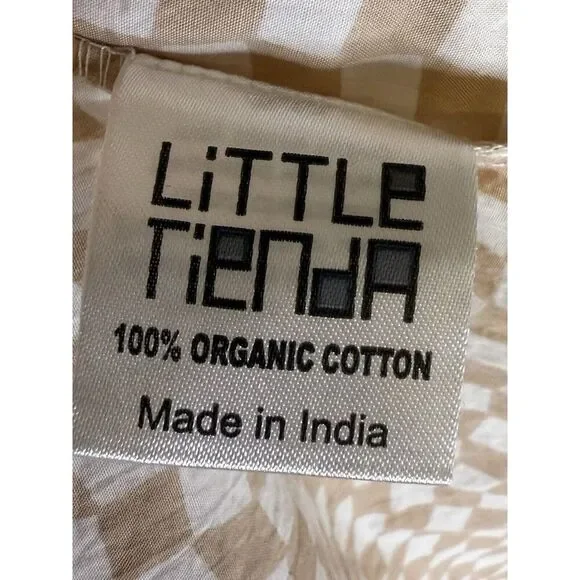 LiTTLe
TiendA
100% ORGANIC COTTON
Made in India